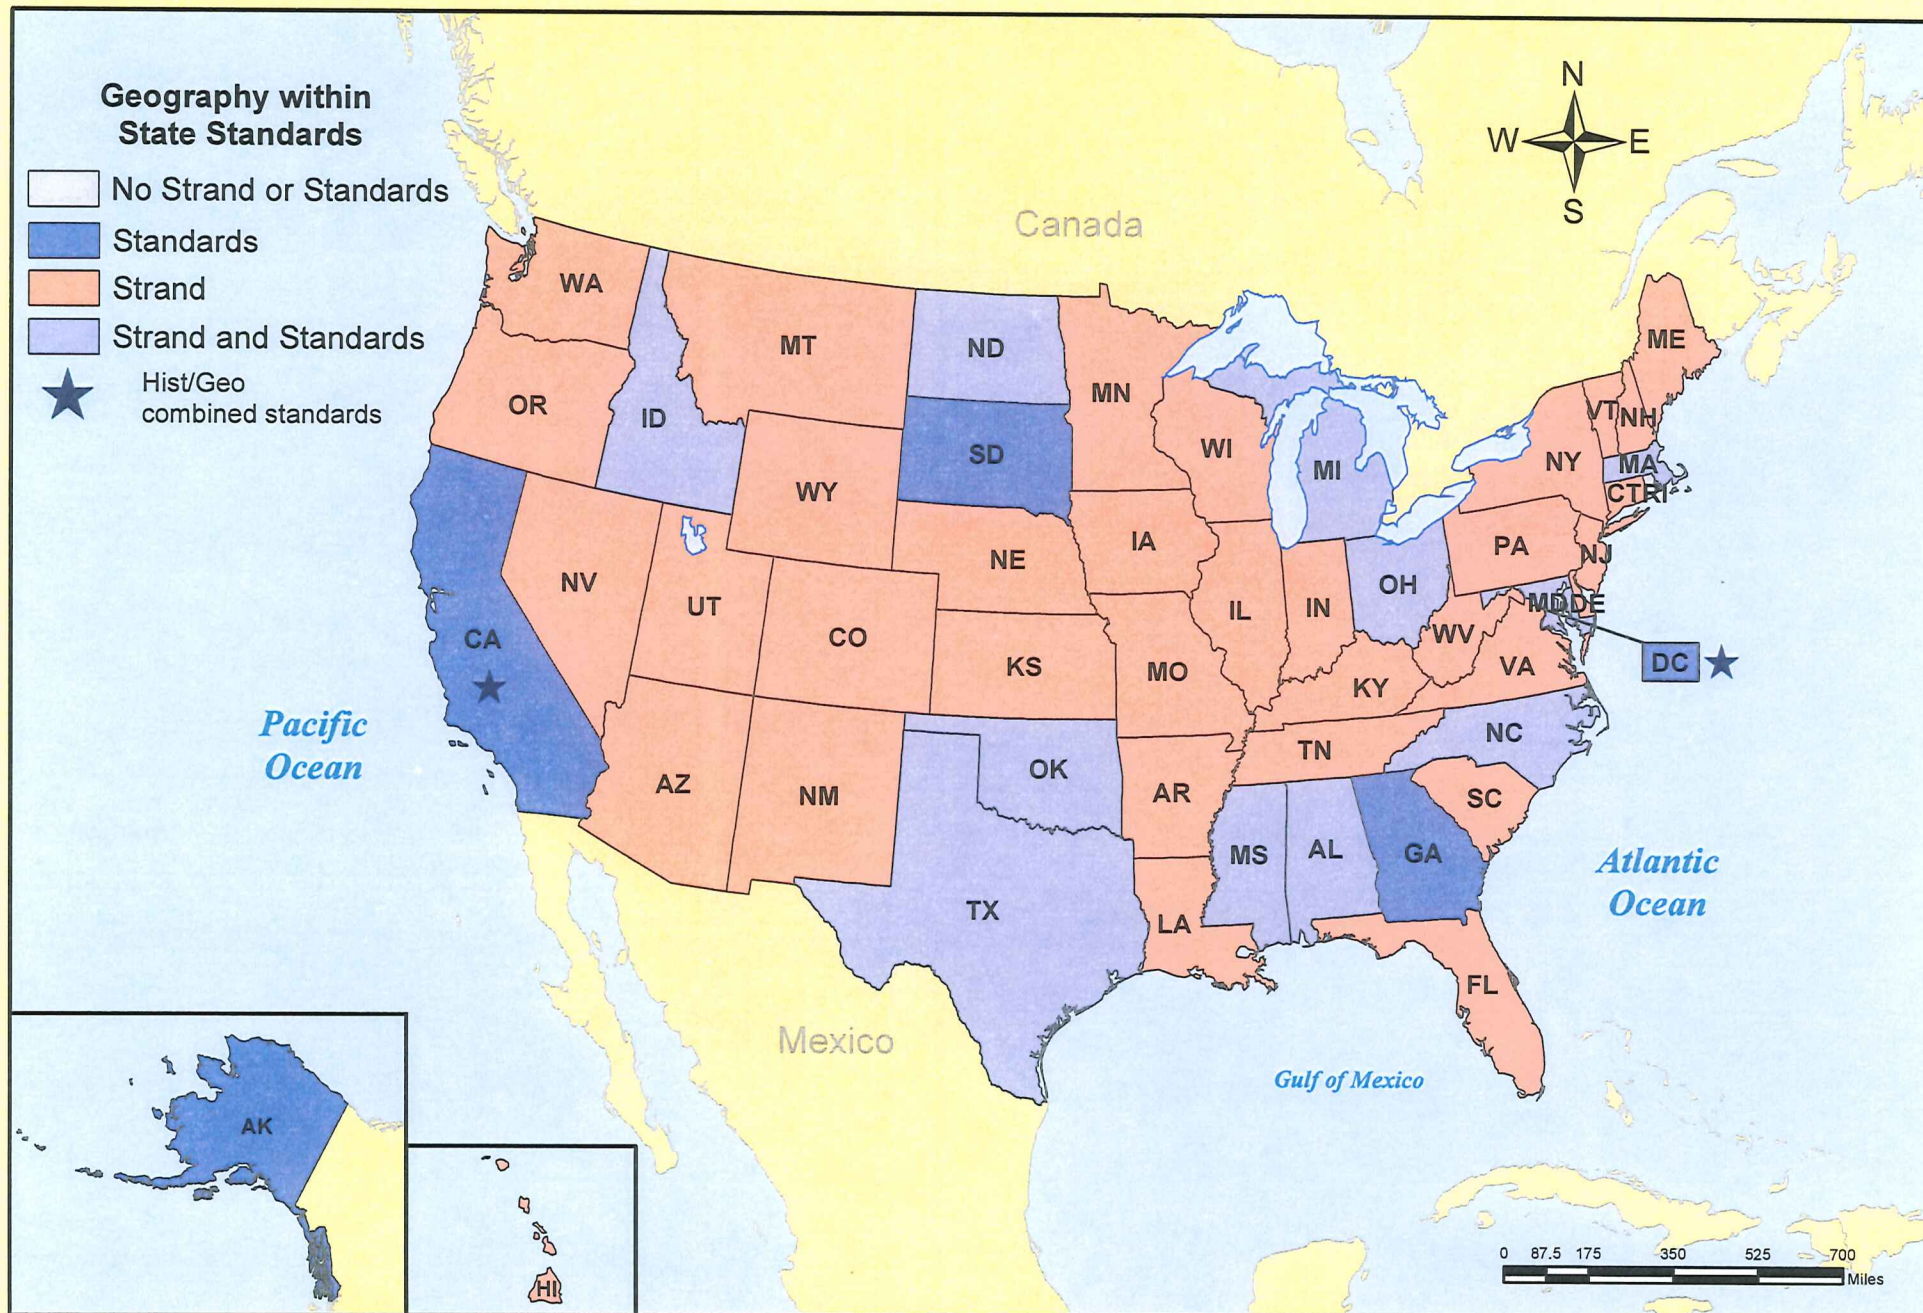 Geography within
State Standards
No Strand or Standards
Standards
Strand
Strand and Standards
Hist/Geo
combined standards
N
W
E
S
Canada
WA
MT
ND
MN
ME
OR
ID
SD
WI
MI
VT
NH
NY
MA
CT
RI
WY
IA
NE
PA
NJ
NV
UT
CO
KS
MO
IL
IN
OH
MD
DE
WV
VA
DC
CA
KY
NC
Pacific
Ocean
AZ
NM
OK
AR
TN
SC
MS
AL
GA
Atlantic
Ocean
TX
LA
FL
Mexico
Gulf of Mexico
AK
HI
0 87.5 175 350 525 700
Miles